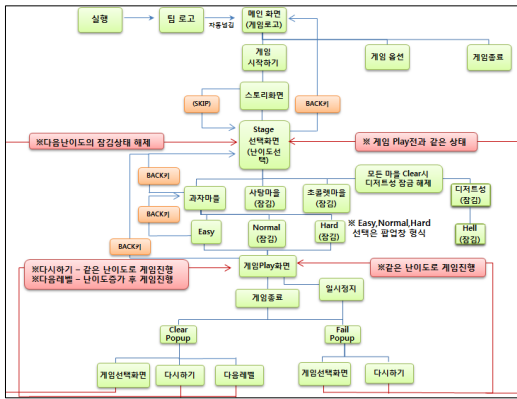 실행
팀 로고
자동넘김
메인 화면
(게임로고)
게임
시작하기
게임 옵션
게임종료
(SKIP)
스토리화면
BACK키
※다음난이도의 잠김상태 해제
Stage
선택화면
(난이도선
택)
※ 게임 Play전과 같은 상태
BACK키
모든 마을 Clear시
디저트성 잠금 해제
과자마을
사탕마을
(잠김)
초콜렛마을
(잠김)
디저트성
(잠김)
BACK키
Easy
Normal
(잠김)
Hard
(잠김)
※ Easy,Normal,Hard
선택은 팝업창 형식
Hell
(잠김)
BACK키
※다시하기 – 같은 난이도로 게임진행
※다음레벨 – 난이도증가 후 게임진행
게임Play화면
※같은 난이도로 게임진행
게임종료
일시정지
Clear
Popup
Fail
Popup
게임선택화면
다시하기
다음레벨
게임선택화면
다시하기